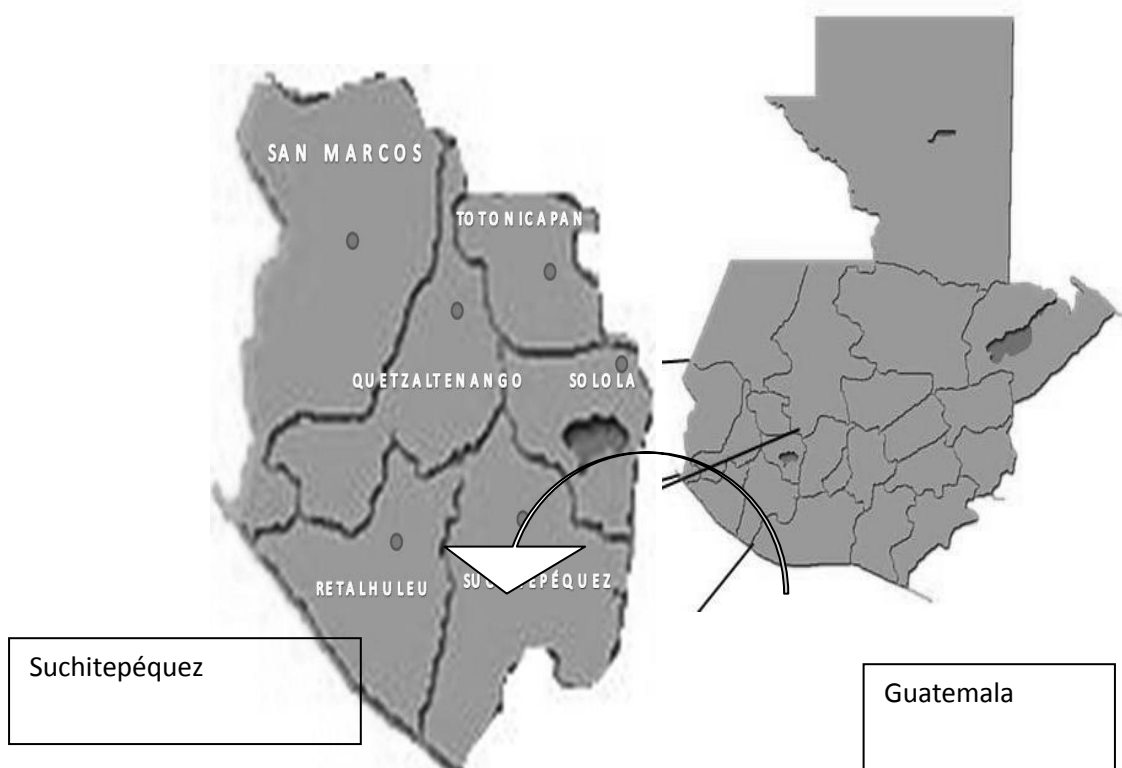 SAN MARCOS
TOTONICAPAN
QUETZALTENANGO
SOLOLA
RETALHULEU
Suchitepéquez
Guatemala